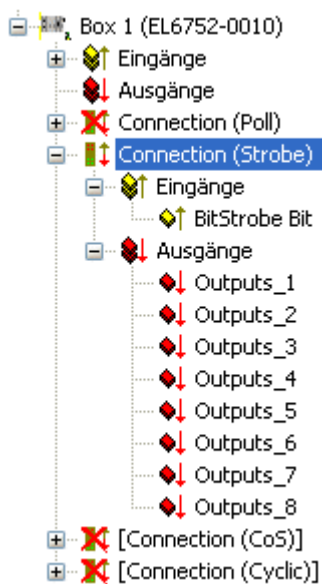 Box 1 (EL6752-0010)
Eingänge
Ausgänge
Connection (Poll)
Connection (Strobe)
Eingänge
BitStrobe Bit
Ausgänge
Outputs_1
Outputs_2
Outputs_3
Outputs_4
Outputs_5
Outputs_6
Outputs_7
Outputs_8
[Connection (CoS)]
[Connection (Cyclic)]